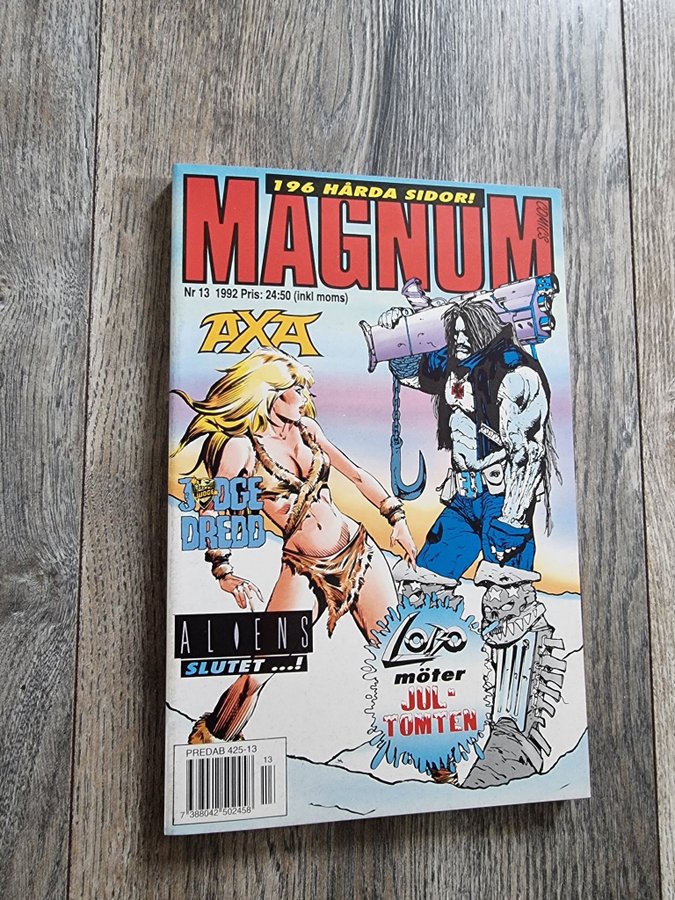 196 HÅRDA SIDOR!
MAGNUM
COMICS
Nr 13 1992 Pris: 24:50 (inkl moms)
AXA
JUDGE
DREDD
ALIENS
SLUTET ...!
LOBO
möter
JUL-
TOMTEN
PREDAB 425-13
13
7 388042 502458